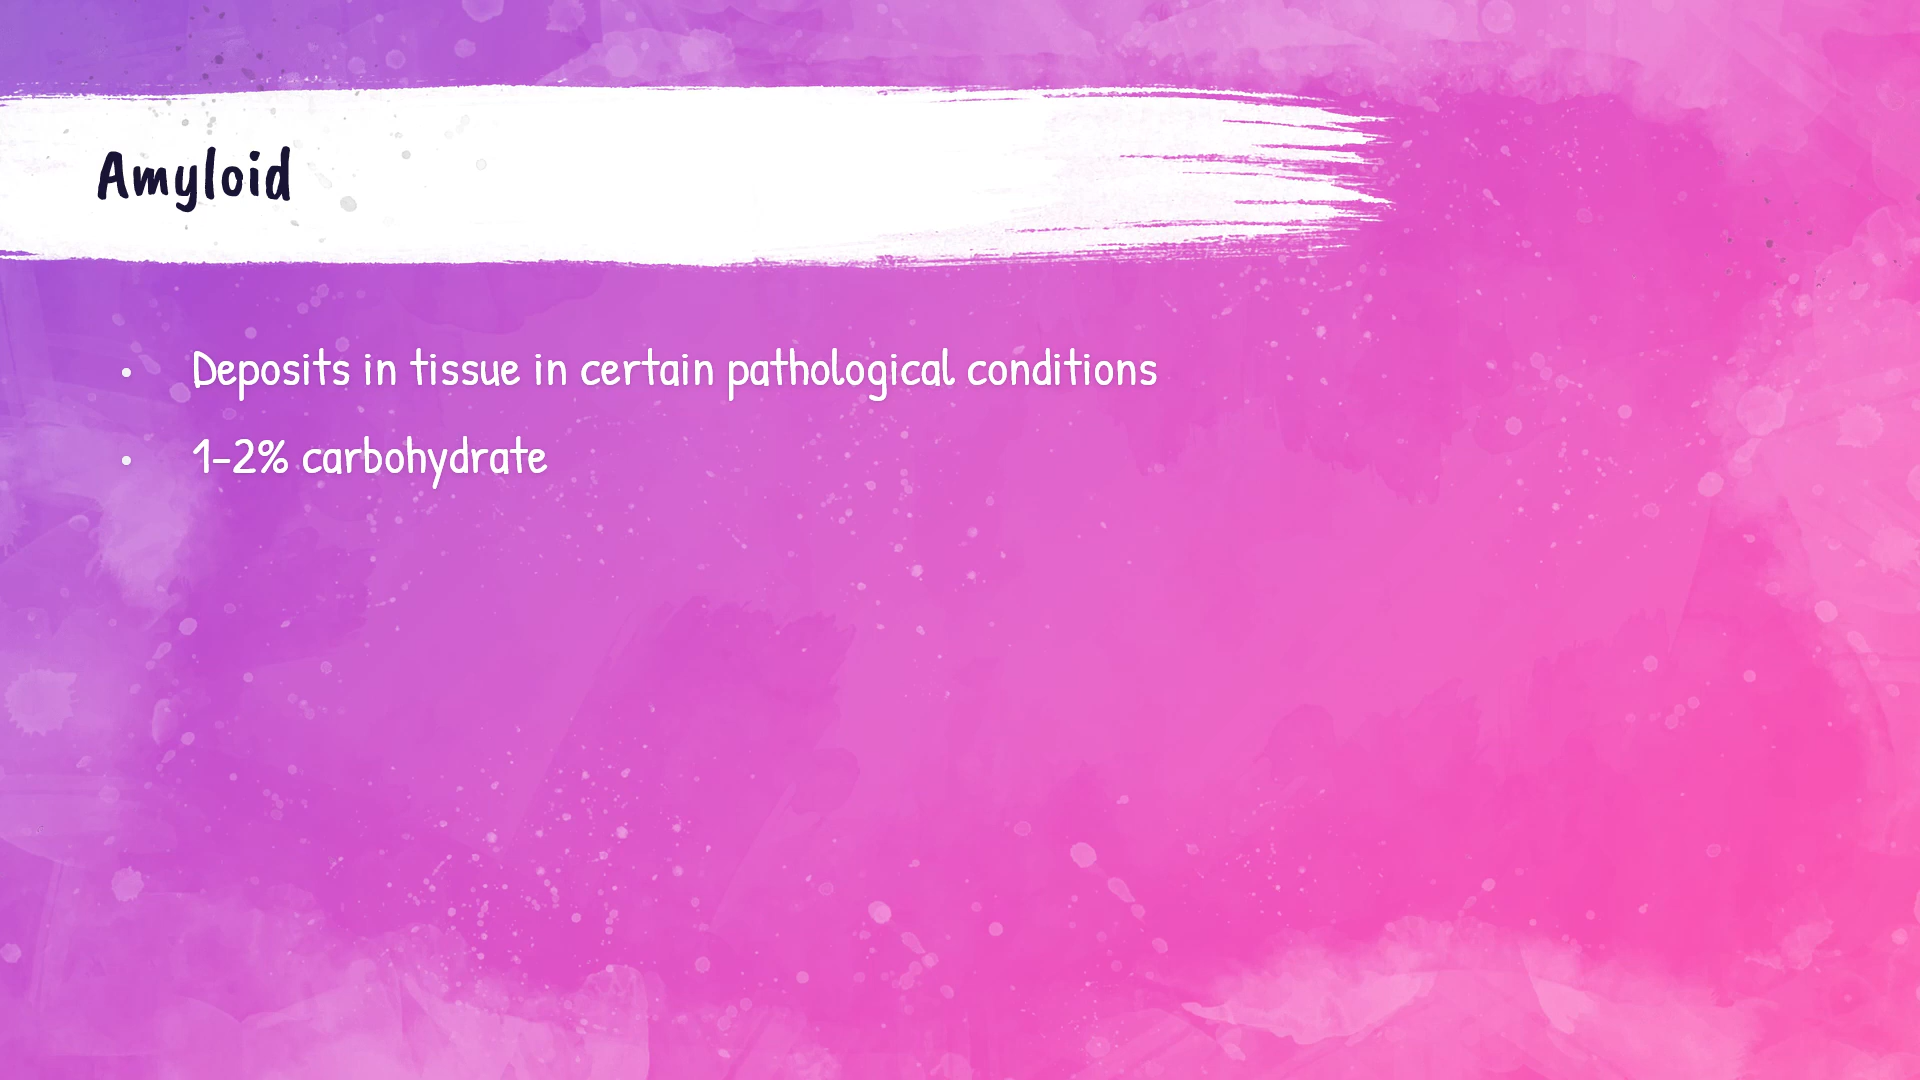 Amyloid
• Deposits in tissue in certain pathological conditions
• 1-2% carbohydrate